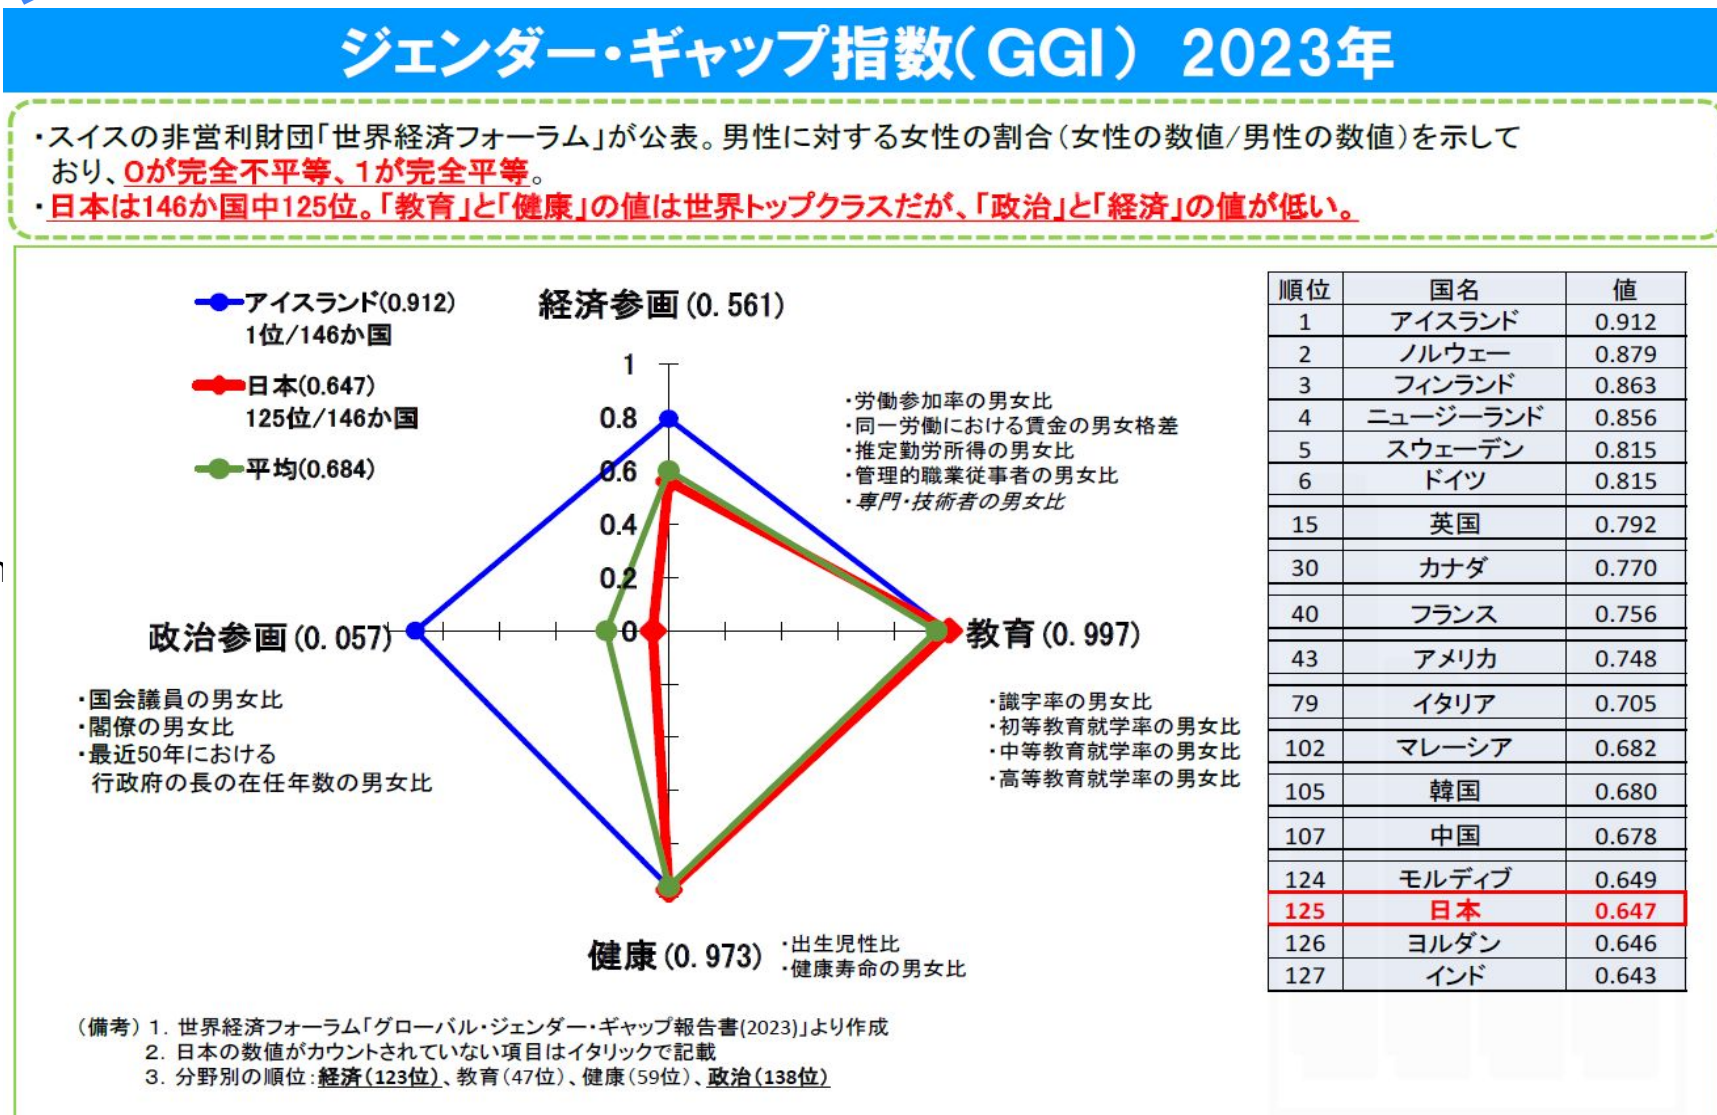 ジェンダー・ギャップ指数(GGI) 2023年
・スイスの非営利財団「世界経済フォーラム」が公表。男性に対する女性の割合(女性の数値/男性の数値)を示して
おり、0が完全不平等、1が完全平等。
・日本は146か国中125位。「教育」と「健康」の値は世界トップクラスだが、「政治」と「経済」の値が低い。
アイスランド(0.912)
1位/146か国
日本(0.647)
125位/146か国
平均(0.684)
経済参画(0.561)
・労働参加率の男女比
・同一労働における賃金の男女格差
・推定勤労所得の男女比
・管理的職業従事者の男女比
・専門・技術者の男女比
1
0.8
0.6
0.4
0.2
0
政治参画(0.057)
・国会議員の男女比
・閣僚の男女比
・最近50年における
行政府の長の在任年数の男女比
教育(0.997)
・識字率の男女比
・初等教育就学率の男女比
・中等教育就学率の男女比
・高等教育就学率の男女比
健康(0.973)
・出生児性比
・健康寿命の男女比
順位 国名 値
1 アイスランド 0.912
2 ノルウェー 0.879
3 フィンランド 0.863
4 ニュージーランド 0.856
5 スウェーデン 0.815
6 ドイツ 0.815
15 英国 0.792
30 カナダ 0.770
40 フランス 0.756
43 アメリカ 0.748
79 イタリア 0.705
102 マレーシア 0.682
105 韓国 0.680
107 中国 0.678
124 モルディブ 0.649
125 日本 0.647
126 ヨルダン 0.646
127 インド 0.643
(備考)1. 世界経済フォーラム「グローバル・ジェンダー・ギャップ報告書(2023)」より作成
2. 日本の数値がカウントされていない項目はイタリックで記載
3. 分野別の順位:経済(123位)、教育(47位)、健康(59位)、政治(138位)